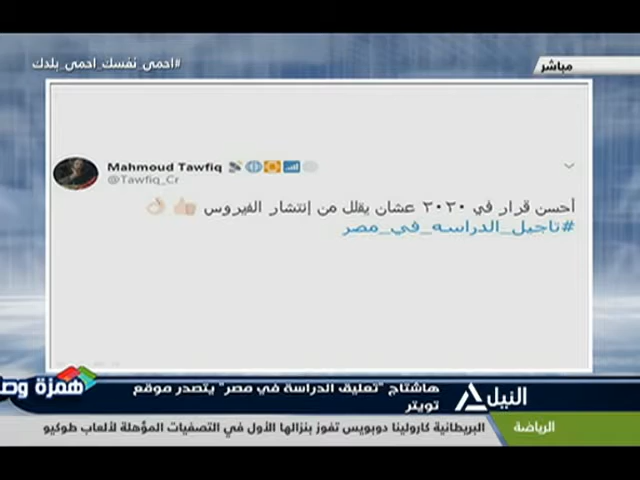 #احمي_نفسك_احمي_بلدك
مباشر
Mahmoud Tawfiq
@Tawfiq_Cr
أحسن قرار في ٢٠٢٠ عشان يقلل من إنتشار الفيروس
#تاجيل_الدراسه_في_مصر
همزة وصل
النيل
هاشتاج "تعليق الدراسة في مصر" يتصدر موقع
تويتر
الرياضة
البريطانية كارولينا دوبويس تفوز بنزالها الأول في التصفيات المؤهلة لألعاب طوكيو